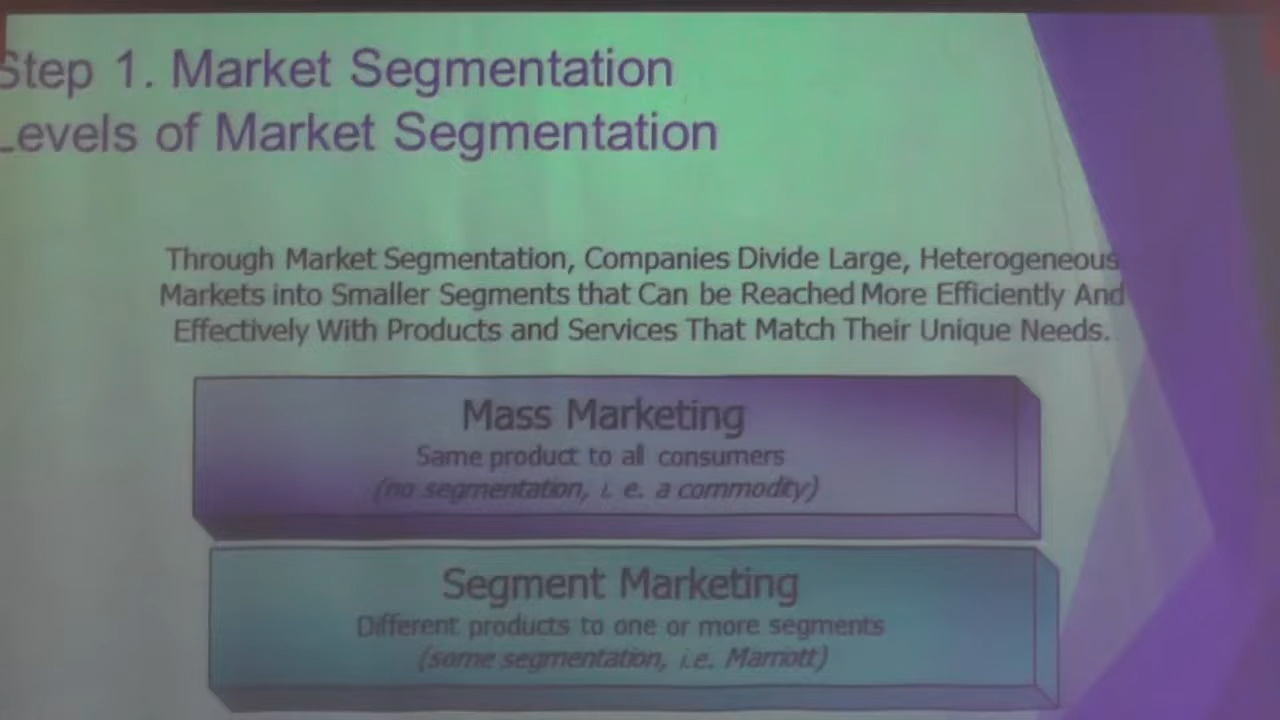 Step 1. Market Segmentation
Levels of Market Segmentation
Through Market Segmentation, Companies Divide Large, Heterogeneous
Markets into Smaller Segments that Can be Reached More Efficiently And
Effectively With Products and Services That Match Their Unique Needs.
Mass Marketing
Same product to all consumers
(no segmentation, i. e. a commodity)
Segment Marketing
Different products to one or more segments
(some segmentation, i.e. Marriott)